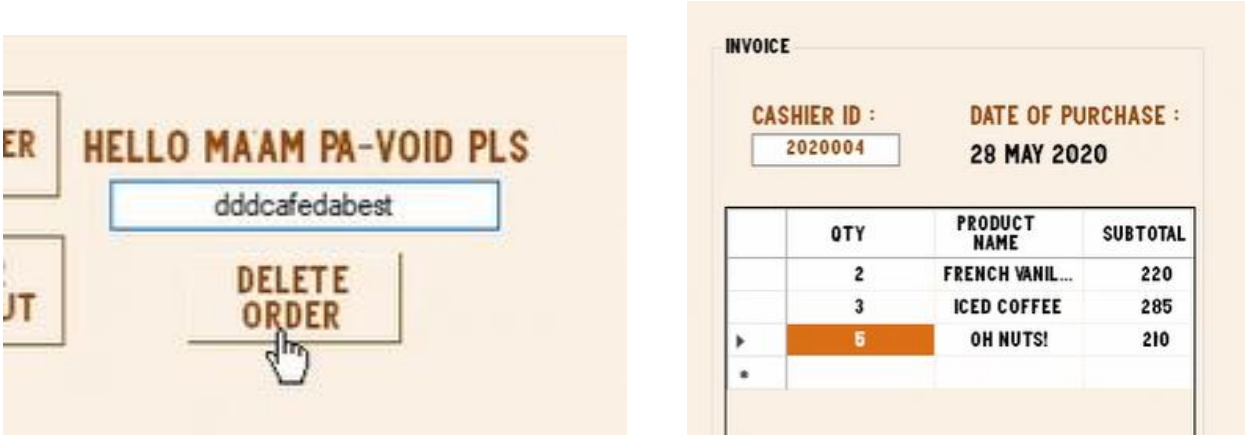 ER
HELLO MA'AM PA-VOID PLS
dddcafedabest
UT
DELETE
ORDER
INVOICE
CASHIER ID :
DATE OF PURCHASE :
2020004
28 MAY 2020
QTY PRODUCT NAME SUBTOTAL
2 FRENCH VANIL... 220
3 ICED COFFEE 285
5 OH NUTS! 210